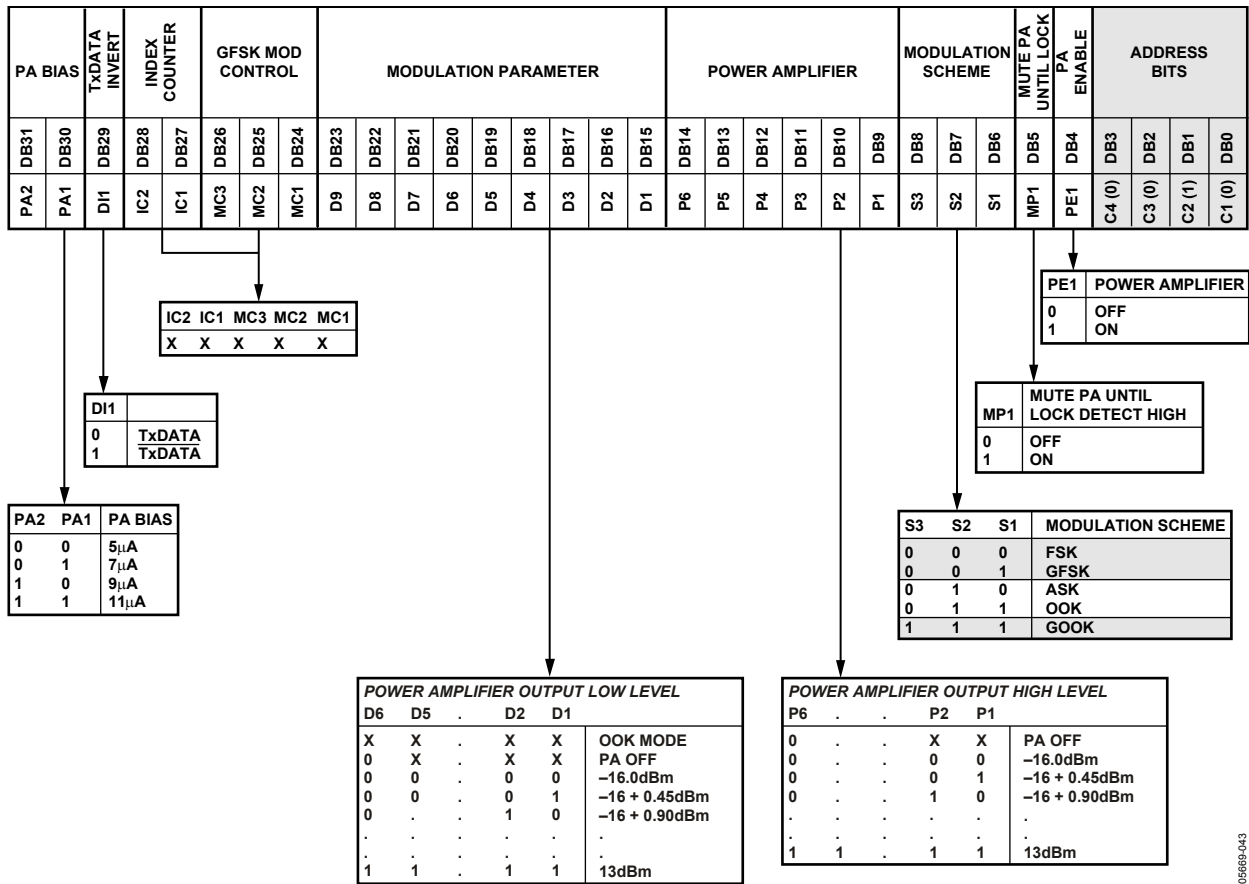 PA BIAS
TxDATA
INVERT
INDEX
COUNTER
GFSK MOD
CONTROL
MODULATION PARAMETER
POWER AMPLIFIER
MODULATION
SCHEME
MUTE PA
UNTIL LOCK
PA
ENABLE
ADDRESS
BITS
DB31 DB30 DB29 DB28 DB27 DB26 DB25 DB24 DB23 DB22 DB21 DB20 DB19 DB18 DB17 DB16 DB15 DB14 DB13 DB12 DB11 DB10 DB9 DB8 DB7 DB6 DB5 DB4 DB3 DB2 DB1 DB0
PA2 PA1 DI1 IC2 IC1 MC3 MC2 MC1 D9 D8 D7 D6 D5 D4 D3 D2 D1 P6 P5 P4 P3 P2 P1 S3 S2 S1 MP1 PE1 C4 (0) C3 (0) C2 (1) C1 (0)
PE1 POWER AMPLIFIER
0 OFF
1 ON
IC2 IC1 MC3 MC2 MC1
X X X X X
MP1 MUTE PA UNTIL
LOCK DETECT HIGH
0 OFF
1 ON
DI1
0 TxDATA
1 TxDATA
PA2 PA1 PA BIAS
0 0 5µA
0 1 7µA
1 0 9µA
1 1 11µA
S3 S2 S1 MODULATION SCHEME
0 0 0 FSK
0 0 1 GFSK
0 1 0 ASK
0 1 1 OOK
1 1 1 GOOK
POWER AMPLIFIER OUTPUT LOW LEVEL
D6 D5 . D2 D1
X X . X X OOK MODE
0 X . X X PA OFF
0 0 . 0 0 –16.0dBm
0 0 . 0 1 –16 + 0.45dBm
0 . . 1 0 –16 + 0.90dBm
. . . . . .
. . . . . .
1 1 . 1 1 13dBm
POWER AMPLIFIER OUTPUT HIGH LEVEL
P6 . . P2 P1
0 . . X X PA OFF
0 . . 0 0 –16.0dBm
0 . . 0 1 –16 + 0.45dBm
0 . . 1 0 –16 + 0.90dBm
. . . . . .
. . . . . .
1 1 . 1 1 13dBm
05669-043